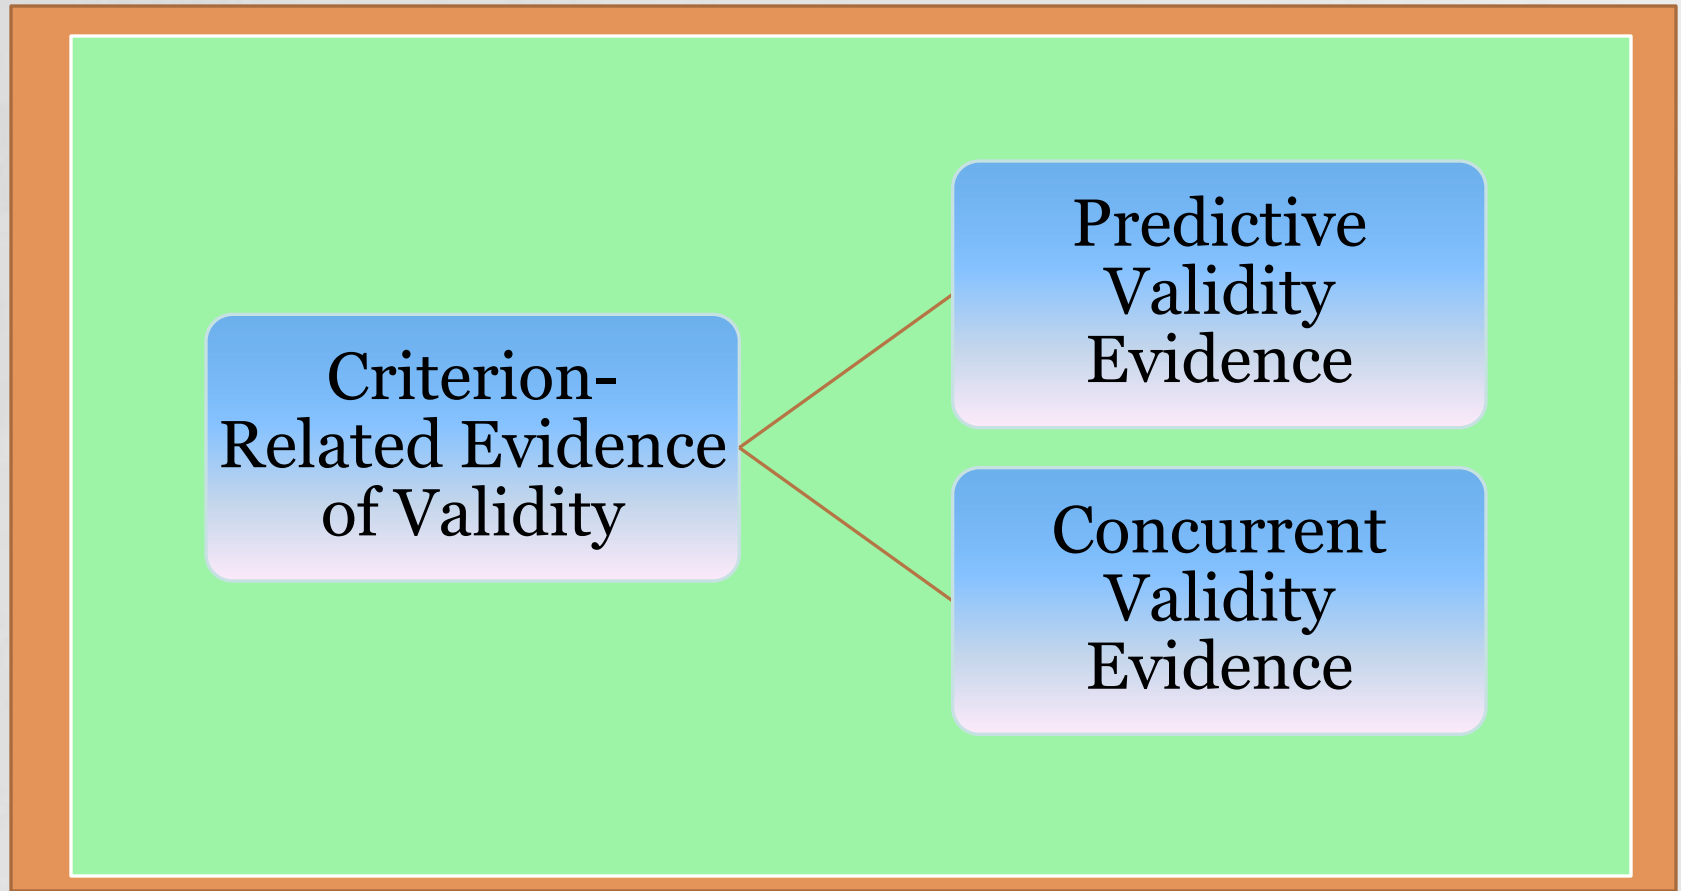 Criterion-
Related Evidence
of Validity
Predictive
Validity
Evidence
Concurrent
Validity
Evidence